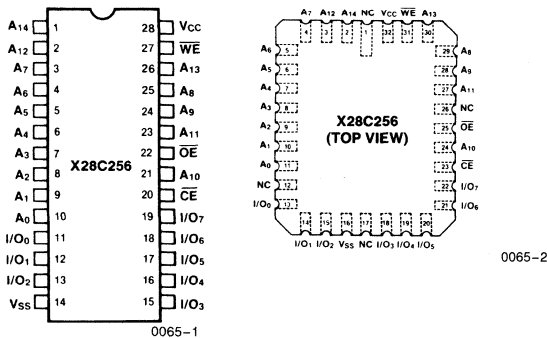 A14 1 28 VCC
A12 2 27 WE
A7 3 26 A13
A6 4 25 A8
A5 5 24 A9
A4 6 23 A11
A3 7 22 OE
X28C256
A2 8 21 A10
A1 9 20 CE
A0 10 19 I/O7
I/O0 11 18 I/O6
I/O1 12 17 I/O5
I/O2 13 16 I/O4
VSS 14 15 I/O3
0065-1
A7 A12 A14 NC VCC WE A13
4 3 2 1 32 31 30
A6 5 29 A8
A5 6 28 A9
A4 7 27 A11
A3 8 26 NC
X28C256
(TOP VIEW)
A2 9 25 OE
A1 10 24 A10
A0 11 23 CE
NC 12 22 I/O7
I/O0 13 21 I/O6
14 15 16 17 18 19 20
I/O1 I/O2 VSS NC I/O3 I/O4 I/O5
0065-2